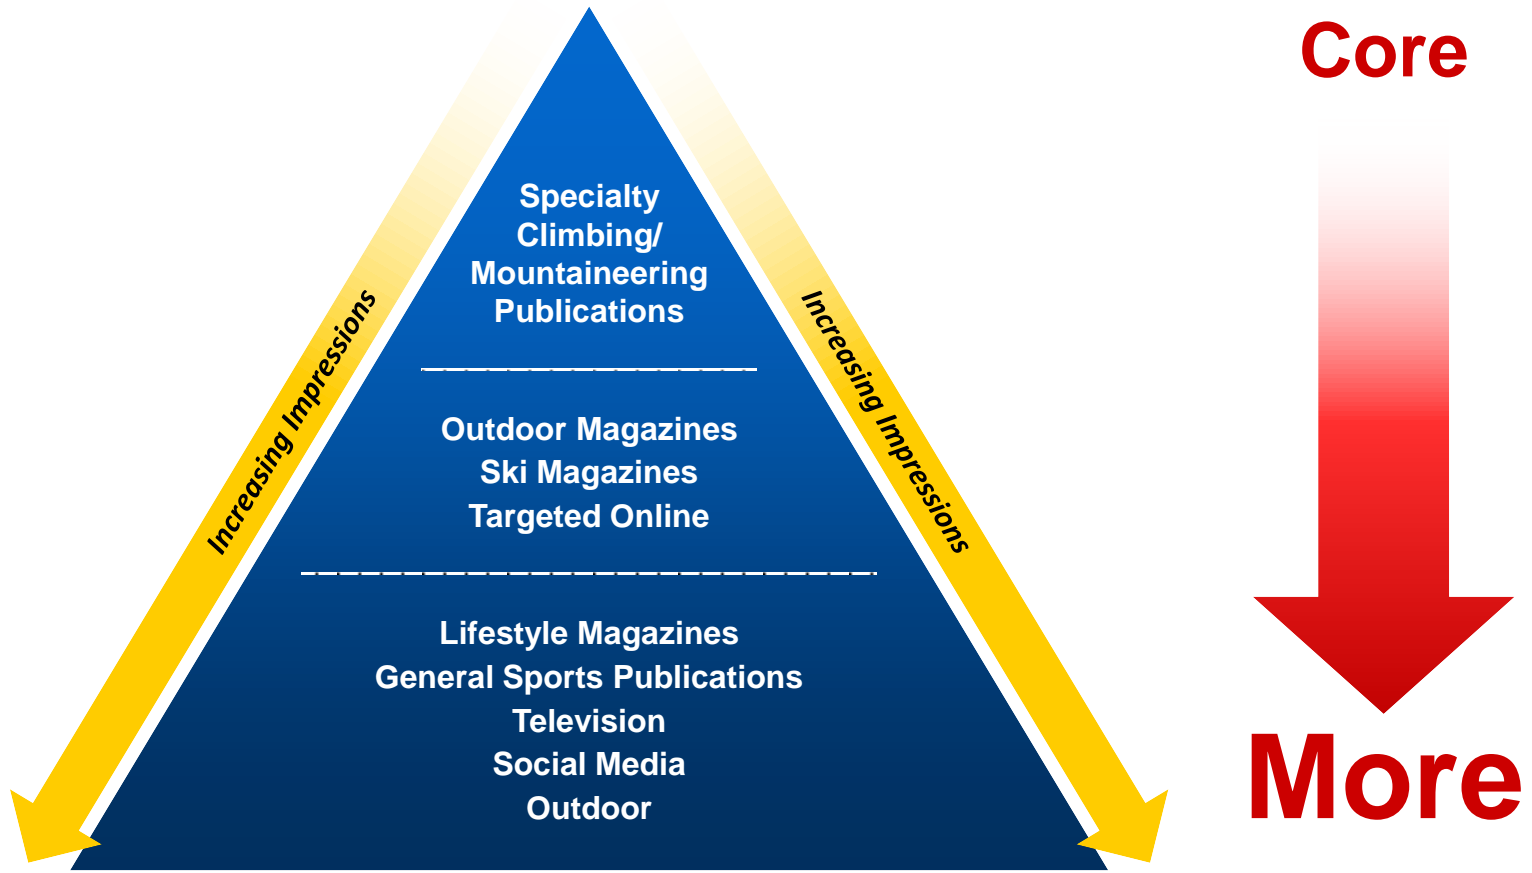 Core
Specialty
Climbing/
Mountaineering
Publications
Increasing Impressions
Increasing Impressions
Outdoor Magazines
Ski Magazines
Targeted Online
Lifestyle Magazines
General Sports Publications
Television
Social Media
Outdoor
More